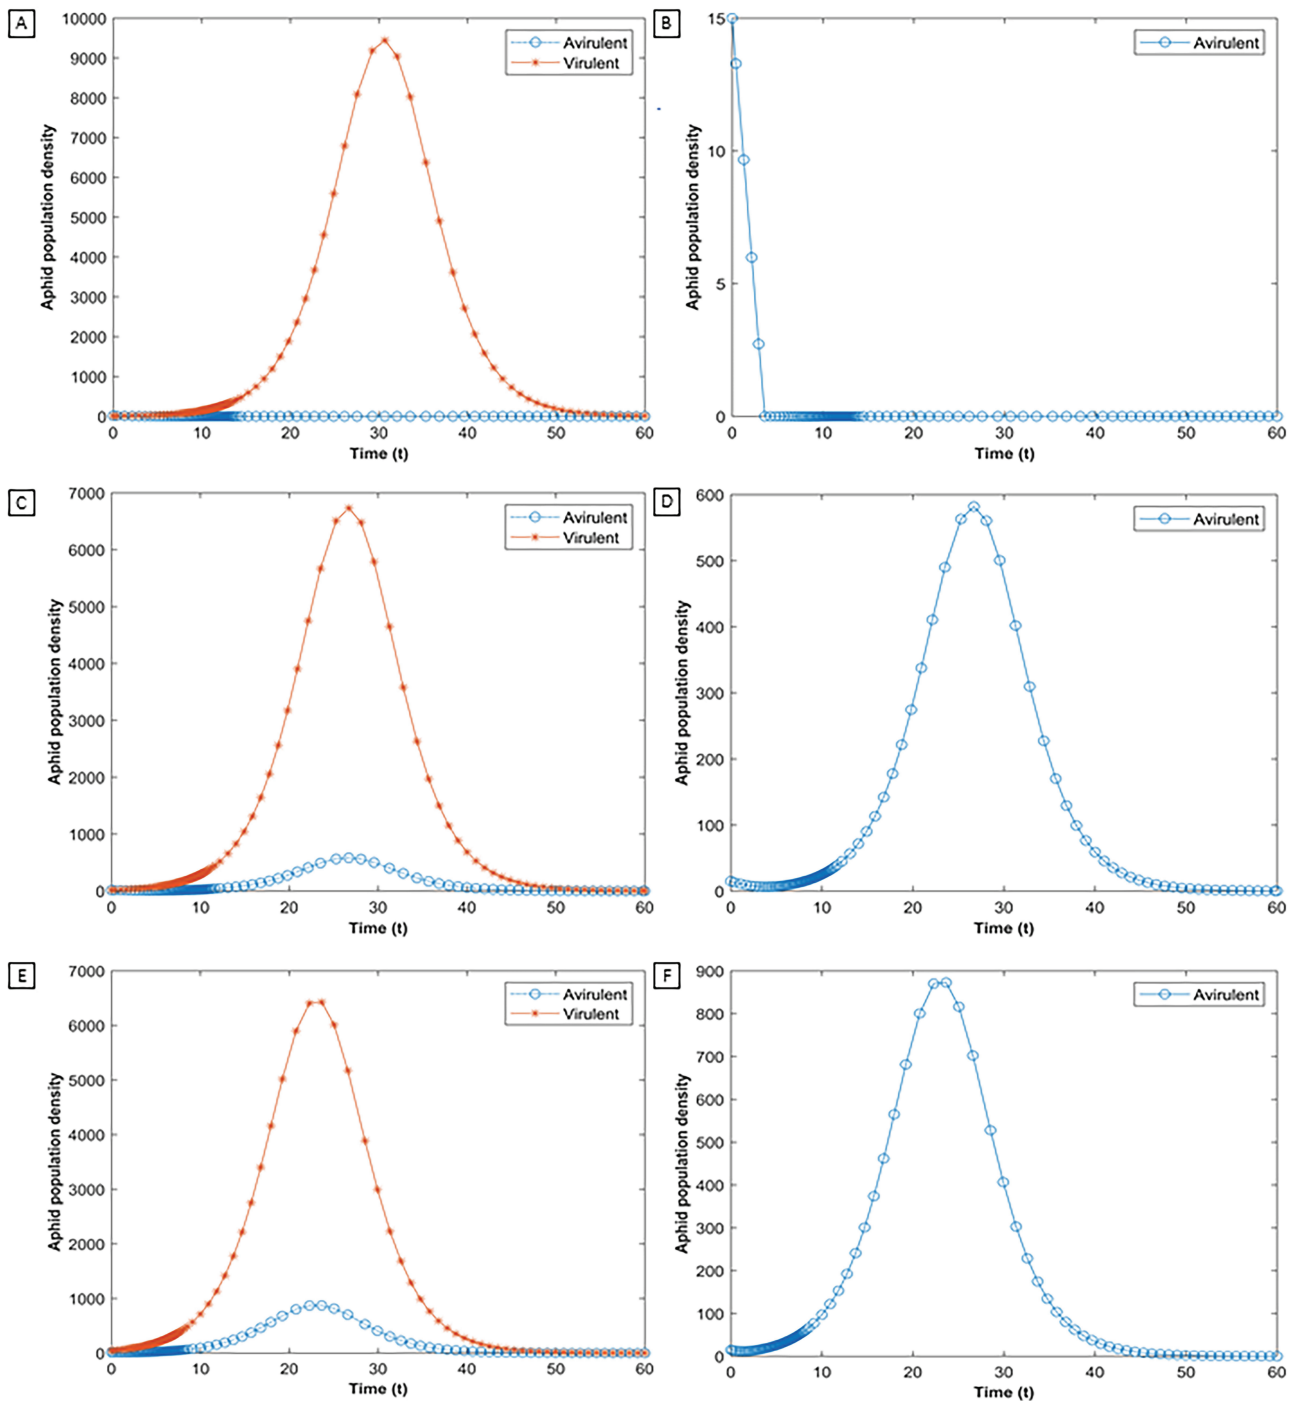 A
Avirulent
Virulent
10000
9000
8000
7000
6000
5000
4000
3000
2000
1000
0
Aphid population density
0 10 20 30 40 50 60
Time (t)
B
Avirulent
15
10
5
0
Aphid population density
0 10 20 30 40 50 60
Time (t)
C
Avirulent
Virulent
7000
6000
5000
4000
3000
2000
1000
0
Aphid population density
0 10 20 30 40 50 60
Time (t)
D
Avirulent
600
500
400
300
200
100
0
Aphid population density
0 10 20 30 40 50 60
Time (t)
E
Avirulent
Virulent
7000
6000
5000
4000
3000
2000
1000
0
Aphid population density
0 10 20 30 40 50 60
Time (t)
F
Avirulent
900
800
700
600
500
400
300
200
100
0
Aphid population density
0 10 20 30 40 50 60
Time (t)